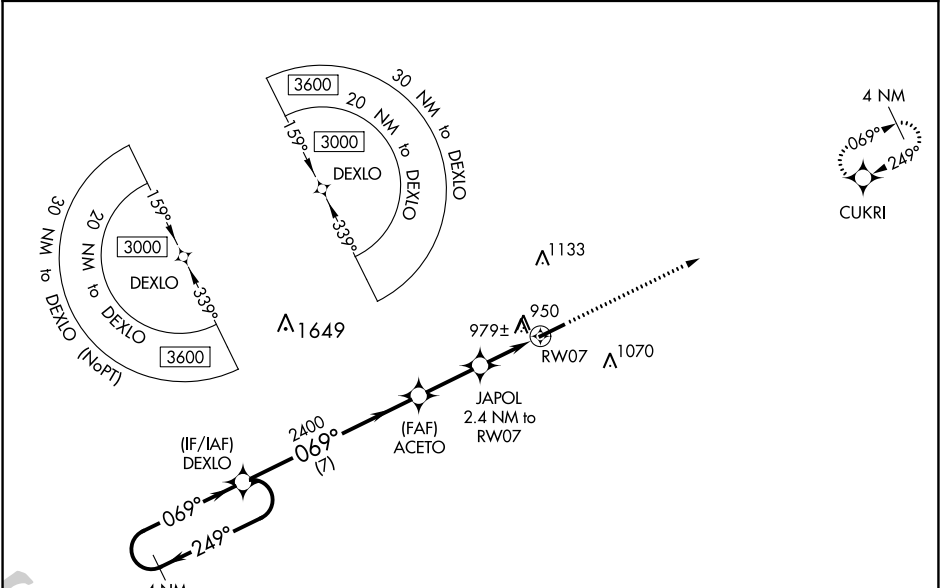 3600
30 NM to DEXLO
20 NM to DEXLO
159°
3000
DEXLO
339°
4 NM
069°
249°
CUKRI
30 NM to DEXLO (NoPT)
20 NM to DEXLO
159°
3000
DEXLO
339°
3600
1649
1133
950
979±
RW07
1070
JAPOL
2.4 NM to
RW07
(FAF)
ACETO
2400
069°
(7)
(IF/IAF)
DEXLO
069°
249°
4 NM